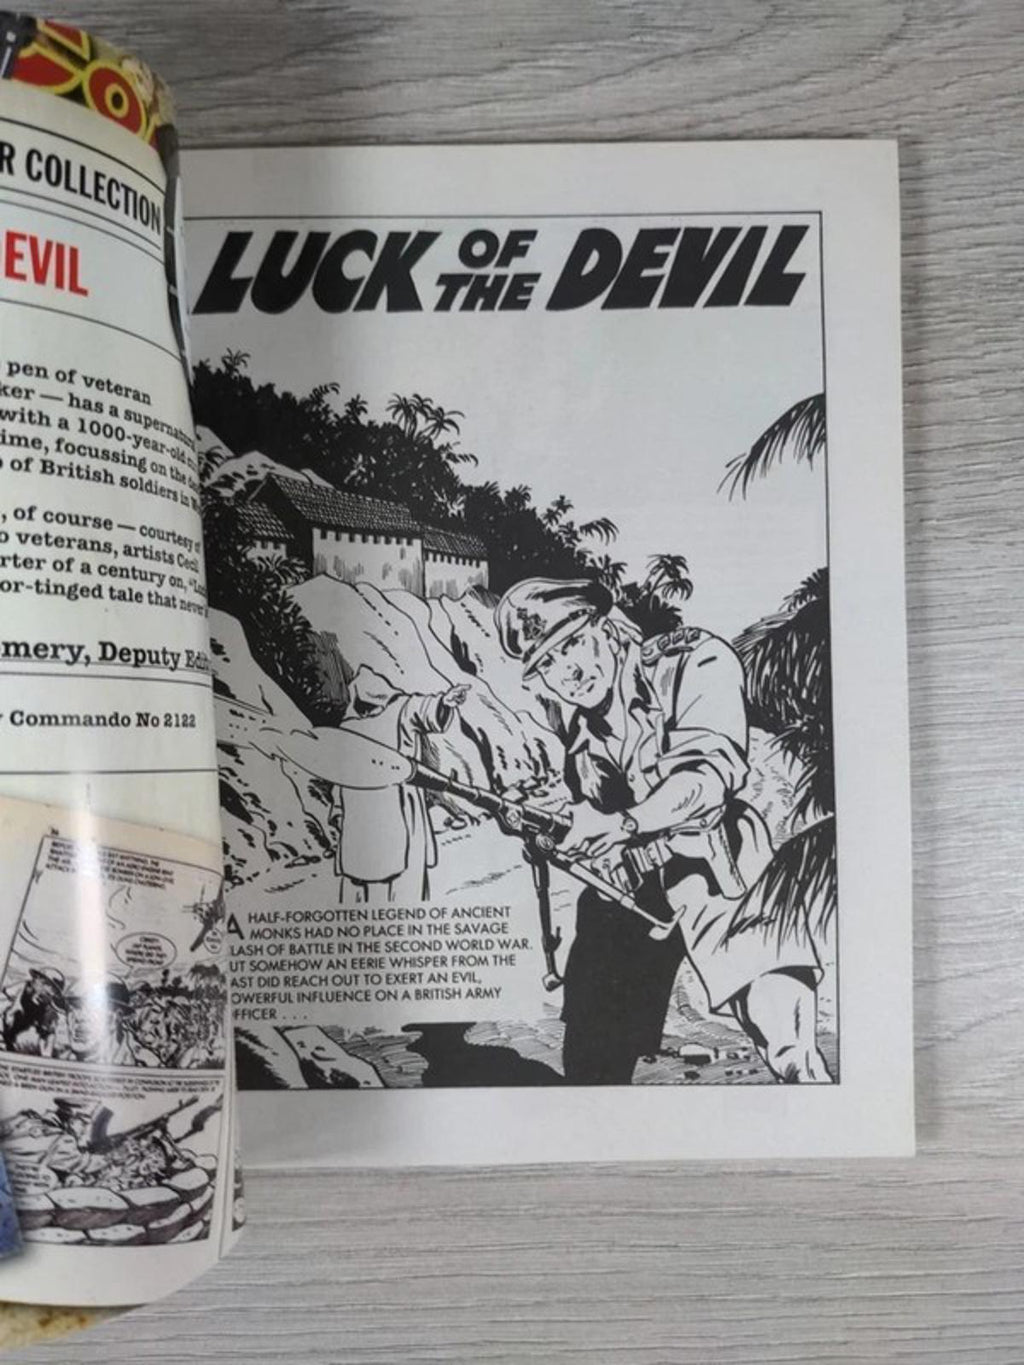 R COLLECTION
EVIL
pen of veteran
ker — has a supernatu
with a 1000-year-old
ime, focussing on the
of British soldiers in
, of course — courtesy of
o veterans, artists Cecil
rter of a century on, "Lu
or-tinged tale that never
mery, Deputy Edi
Commando No 2122
LUCK OF THE DEVIL
A HALF-FORGOTTEN LEGEND OF ANCIENT
MONKS HAD NO PLACE IN THE SAVAGE
LASH OF BATTLE IN THE SECOND WORLD WAR.
UT SOMEHOW AN EERIE WHISPER FROM THE
AST DID REACH OUT TO EXERT AN EVIL,
OWERFUL INFLUENCE ON A BRITISH ARMY
FFICER . . .